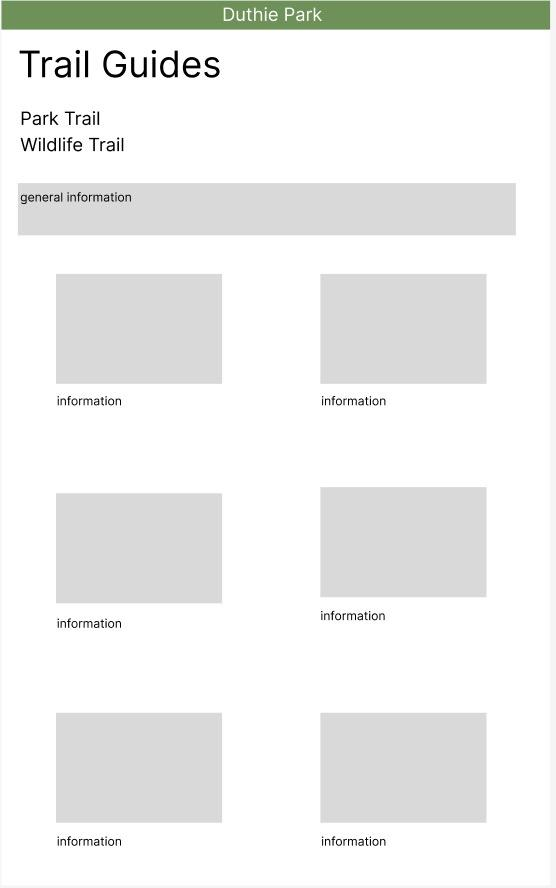 Duthie Park
Trail Guides
Park Trail
Wildlife Trail
general information
information
information
information
information
information
information